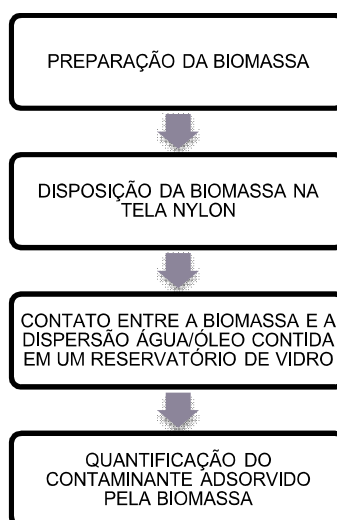 PREPARAÇÃO DA BIOMASSA
DISPOSIÇÃO DA BIOMASSA NA
TELA NYLON
CONTATO ENTRE A BIOMASSA E A
DISPERSÃO ÁGUA/ÓLEO CONTIDA
EM UM RESERVATÓRIO DE VIDRO
QUANTIFICAÇÃO DO
CONTAMINANTE ADSORVIDO
PELA BIOMASSA